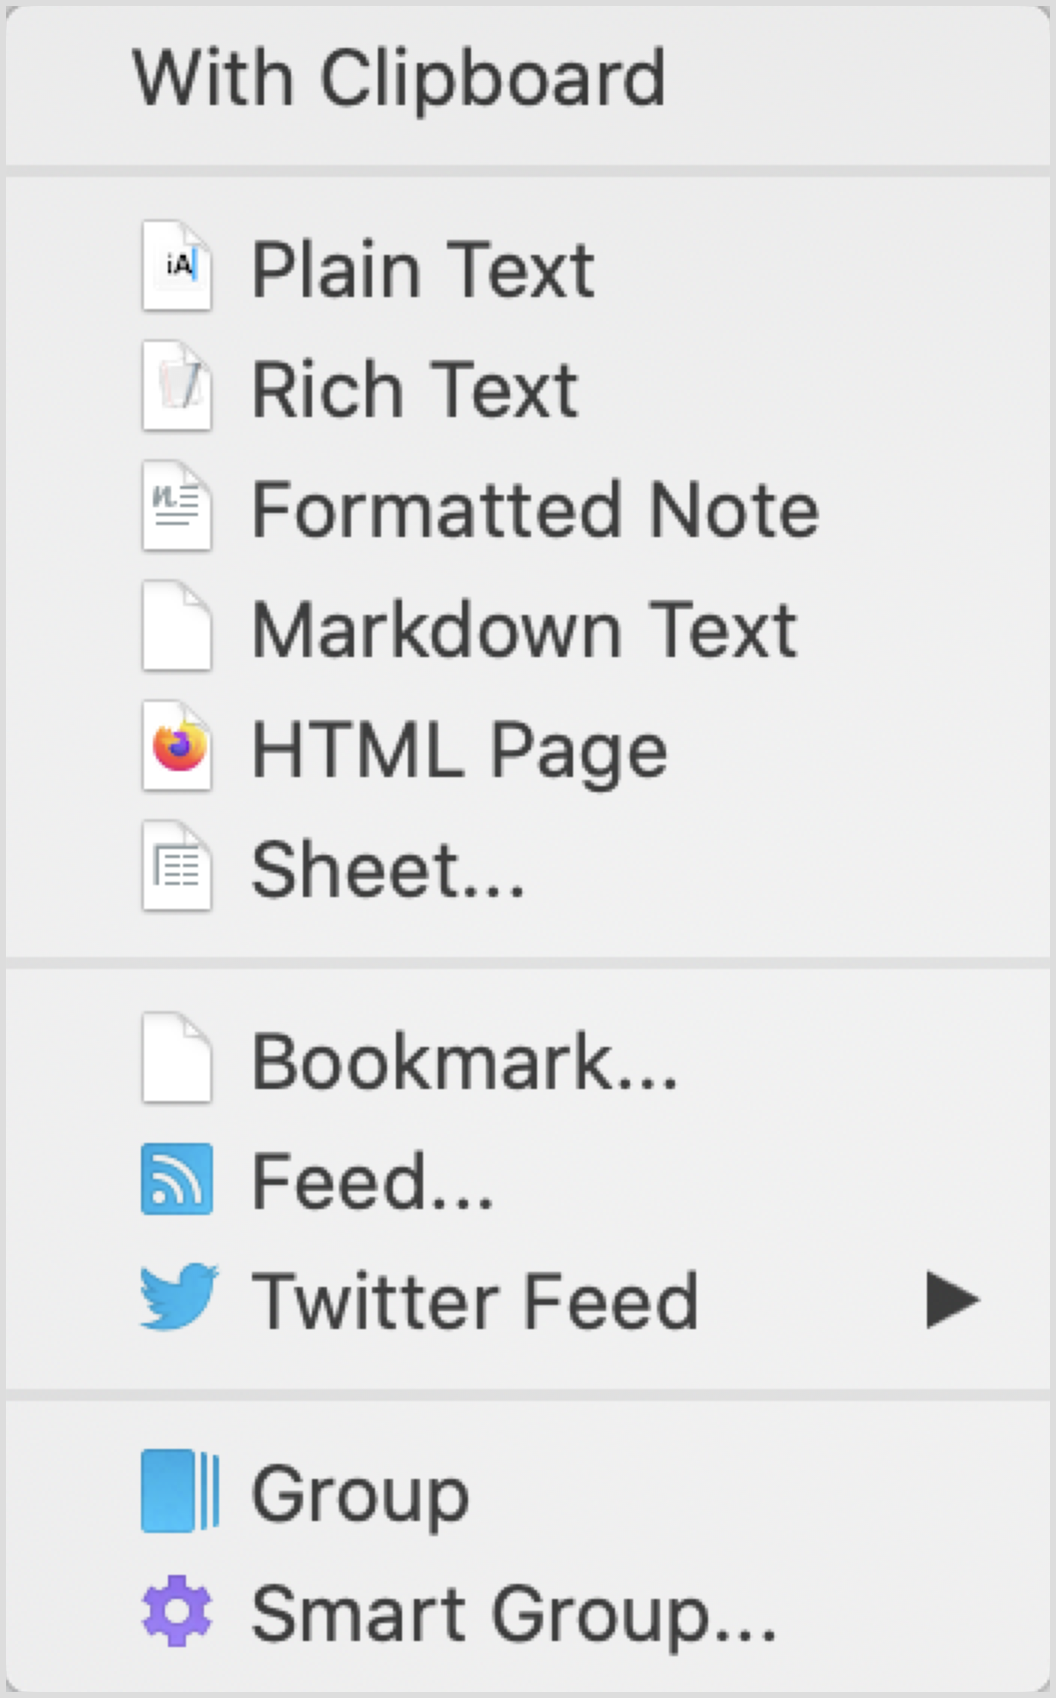 With Clipboard
iA
Plain Text
Rich Text
n
Formatted Note
Markdown Text
HTML Page
Sheet...
Bookmark...
Feed...
Twitter Feed
Group
Smart Group...